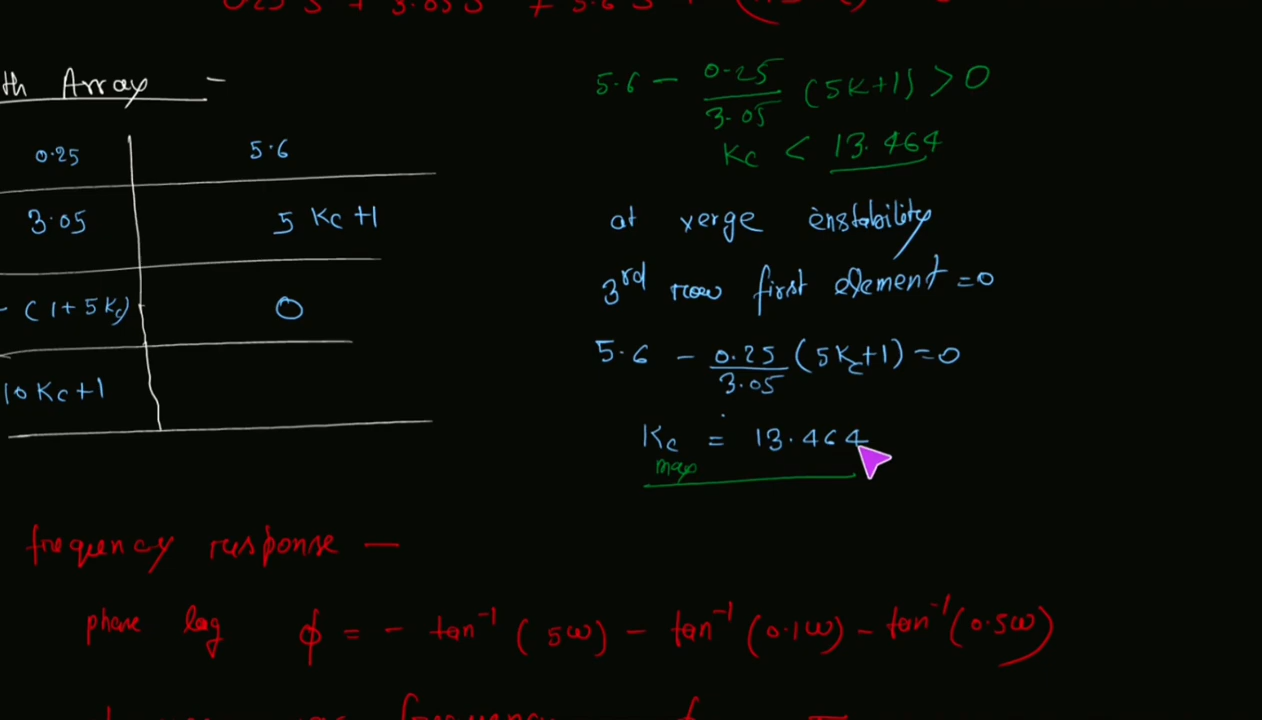 th Array -
0.25 5.6
3.05 5 Kc +1
- (1+5Kc) 0
10 Kc+1
5.6 - 0.25/3.05 (5K+1) > 0
Kc < 13.464
at verge instability
3rd row first element = 0
5.6 - 0.25/3.05 (5Kc+1) = 0
Kc = 13.464
max
frequency response -
phase lag ϕ = - tan⁻¹ (5ω) - tan⁻¹ (0.1ω) - tan⁻¹ (0.5ω)